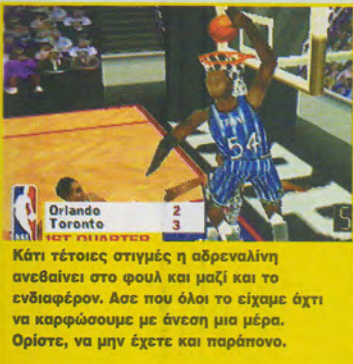 54
Orlando 2
Toronto 3
1ST QUARTER
Κάτι τέτοιες στιγμές η αδρεναλίνη
ανεβαίνει στο φουλ και μαζί και το
ενδιαφέρον. Ασε που όλοι το είχαμε άχτι
να καρφώσουμε με άνεση μια μέρα.
Ορίστε, να μην έχετε και παράπονο.